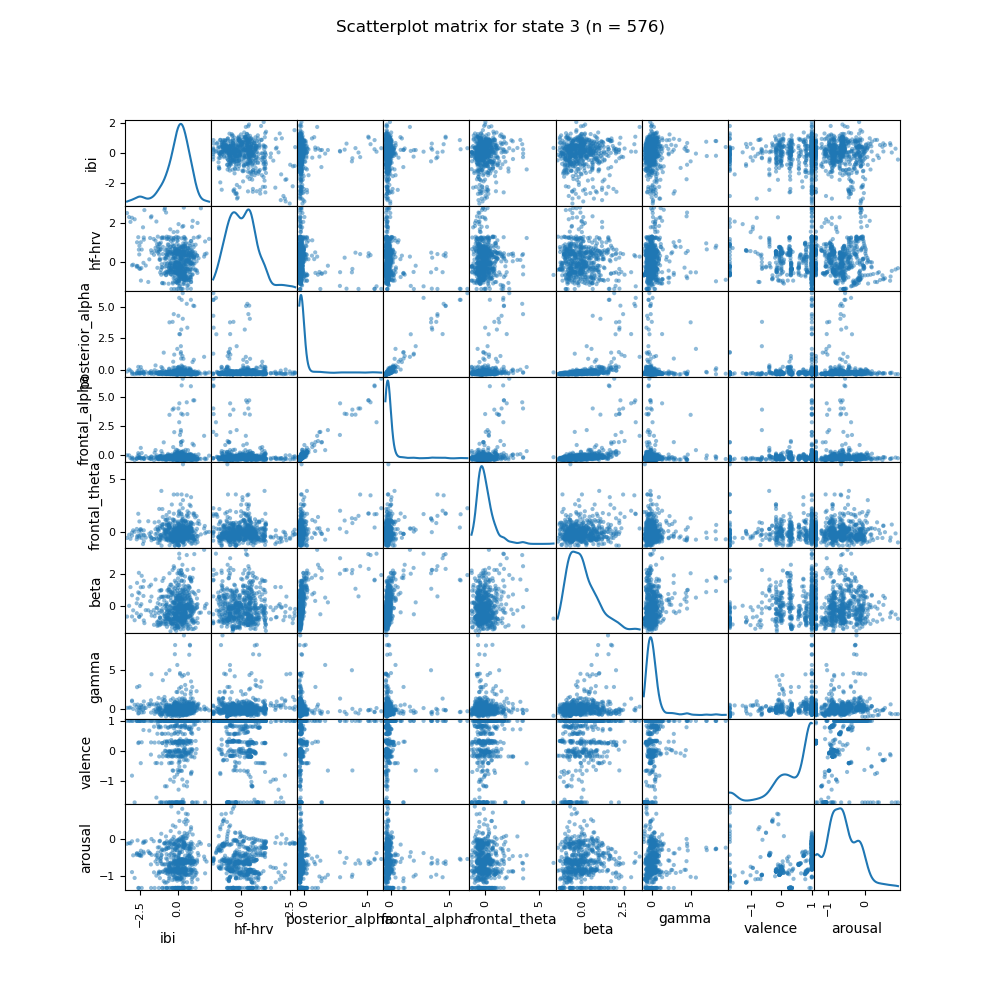 Scatterplot matrix for state 3 (n = 576)
ibi
2
0
-2
hf-hrv
2
0
posterior_alpha
5.0
2.5
0.0
frontal_alpha
5.0
2.5
0.0
frontal_theta
5
0
beta
2
0
gamma
5
0
valence
1
0
−1
arousal
0
−1
−2.5 0.0 0.0 2.5 0 5 0 5 0 5 0.0 2.5 0 5 −1 0 1 −1 0
ibi hf-hrv posterior_alpha frontal_alpha frontal_theta beta gamma valence arousal